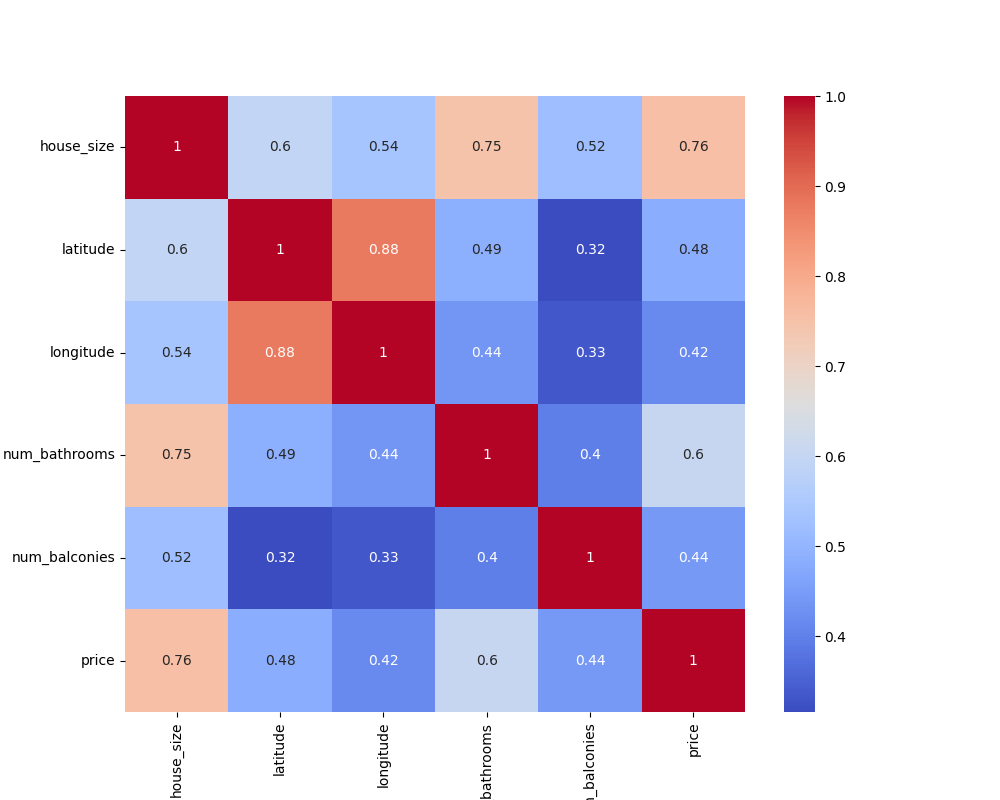 house_size 1 0.6 0.54 0.75 0.52 0.76
latitude 0.6 1 0.88 0.49 0.32 0.48
longitude 0.54 0.88 1 0.44 0.33 0.42
num_bathrooms 0.75 0.49 0.44 1 0.4 0.6
num_balconies 0.52 0.32 0.33 0.4 1 0.44
price 0.76 0.48 0.42 0.6 0.44 1
house_size latitude longitude bathrooms _balconies price
1.0
0.9
0.8
0.7
0.6
0.5
0.4